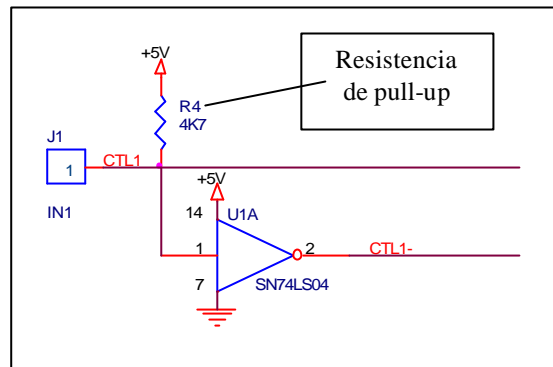 +5V
Resistencia
de pull-up
R4
4K7
J1
1
CTL1
IN1
+5V
14
U1A
1
2
CTL1-
7
SN74LS04